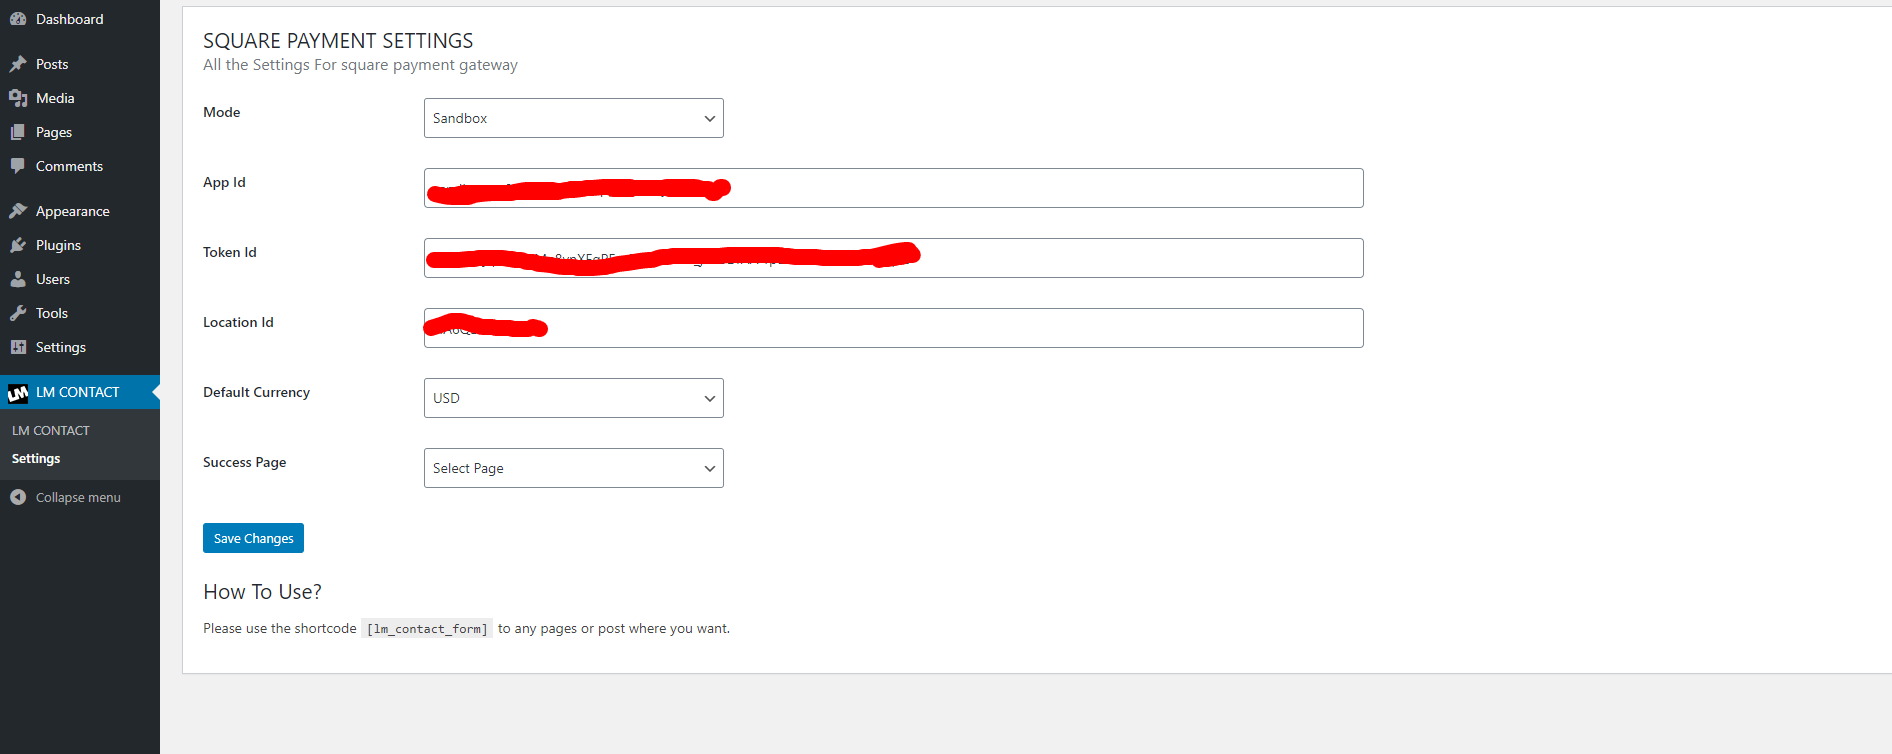 Dashboard
Posts
Media
Pages
Comments
Appearance
Plugins
Users
Tools
Settings
LM
LM CONTACT
LM CONTACT
Settings
Collapse menu
SQUARE PAYMENT SETTINGS
All the Settings For square payment gateway
Mode
Sandbox
App Id
Token Id
Location Id
Default Currency
USD
Success Page
Select Page
Save Changes
How To Use?
Please use the shortcode [lm_contact_form] to any pages or post where you want.